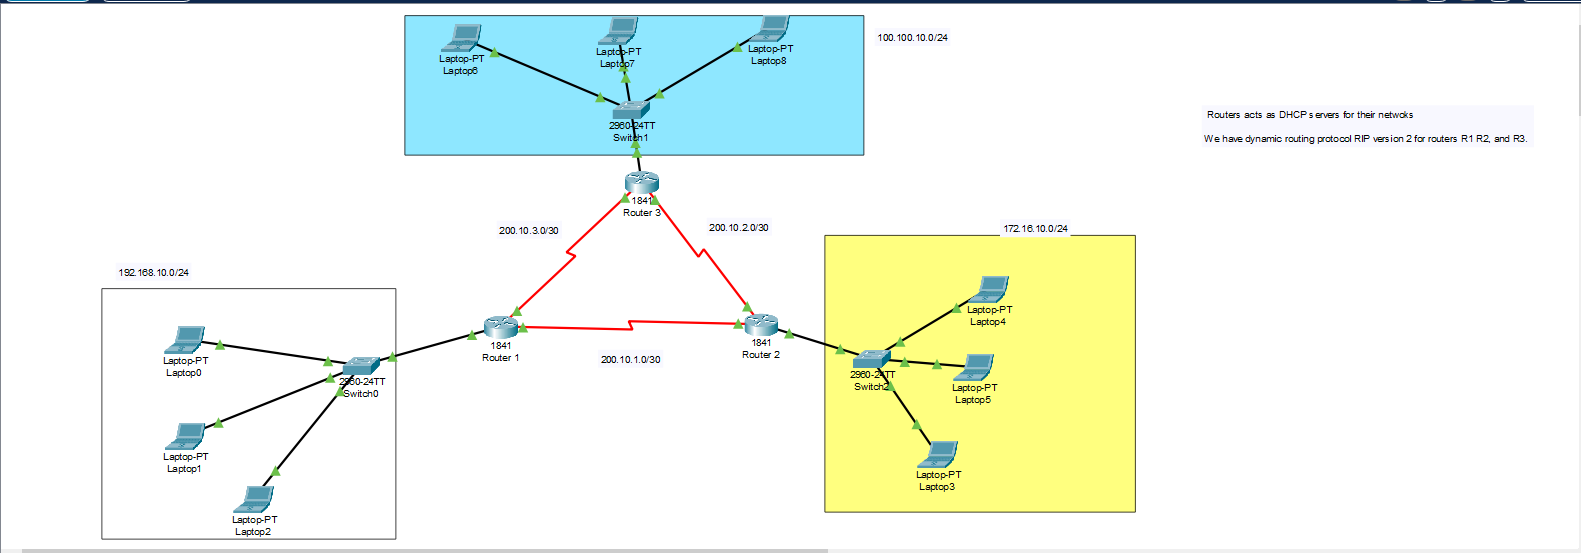 Laptop-PT
Laptop6
Laptop-PT
Laptop7
Laptop-PT
Laptop8
100.100.10.0/24
2960-24TT
Switch1
Routers acts as DHCP servers for their netwoks
We have dynamic routing protocol RIP version 2 for routers R1 R2, and R3.
1841
Router 3
200.10.3.0/30
200.10.2.0/30
172.16.10.0/24
192.168.10.0/24
Laptop-PT
Laptop0
2960-24TT
Switch0
Laptop-PT
Laptop1
Laptop-PT
Laptop2
1841
Router 1
200.10.1.0/30
1841
Router 2
Laptop-PT
Laptop4
2960-24TT
Switch2
Laptop-PT
Laptop5
Laptop-PT
Laptop3